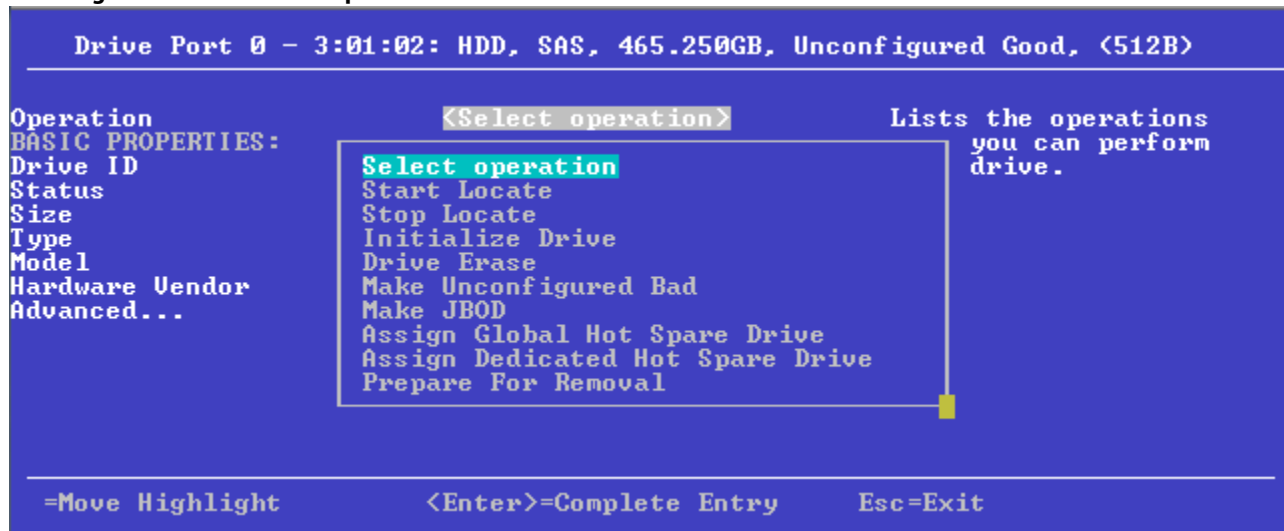 Drive Port 0 - 3:01:02: HDD, SAS, 465.250GB, Unconfigured Good, <512B>
Operation <Select operation> Lists the operations
BASIC PROPERTIES: you can perform
Drive ID Select operation drive.
Status Start Locate
Size Stop Locate
Type Initialize Drive
Model Drive Erase
Hardware Vendor Make Unconfigured Bad
Advanced... Make JBOD
Assign Global Hot Spare Drive
Assign Dedicated Hot Spare Drive
Prepare For Removal
=Move Highlight <Enter>=Complete Entry Esc=Exit